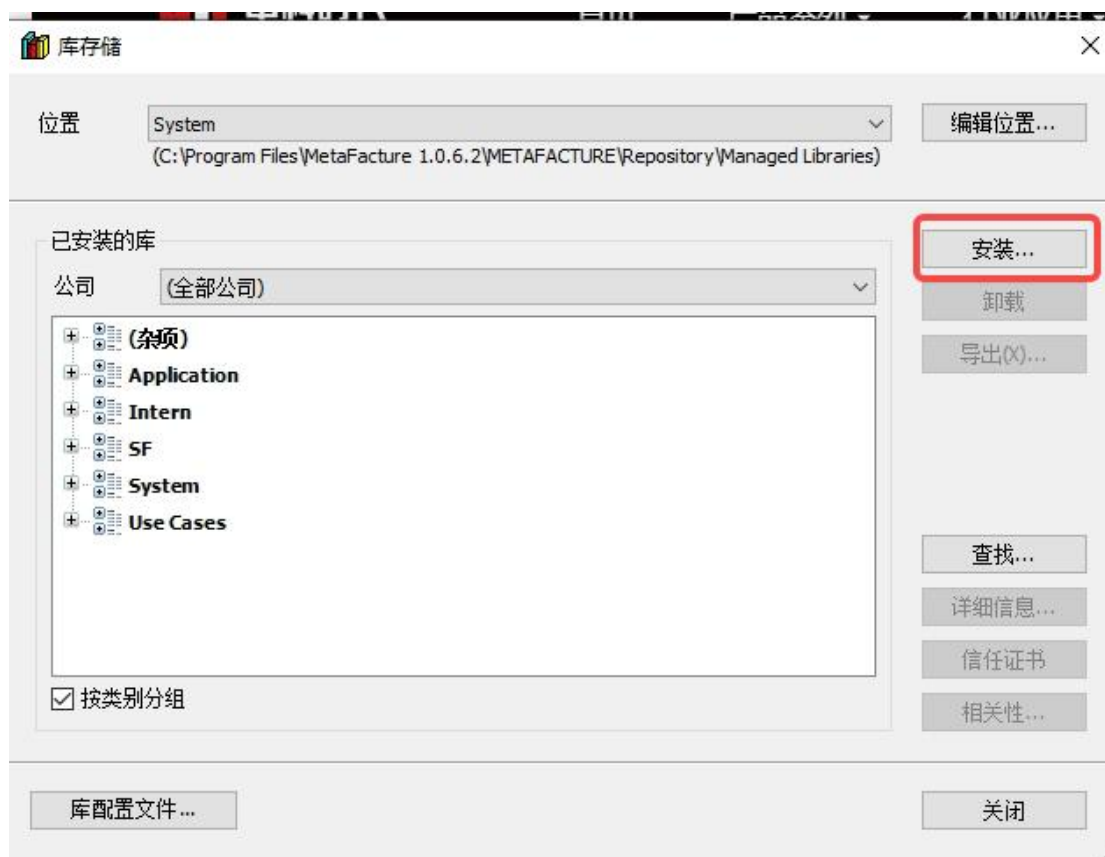 库存储
位置
System
编辑位置...
(C:\Program Files\MetaFacture 1.0.6.2\METAFACTURE\Repository\Managed Libraries)
已安装的库
安装...
公司
(全部公司)
卸载
(杂项)
导出(X)...
Application
Intern
SF
System
Use Cases
查找...
详细信息...
信任证书
按类别分组
相关性...
库配置文件...
关闭